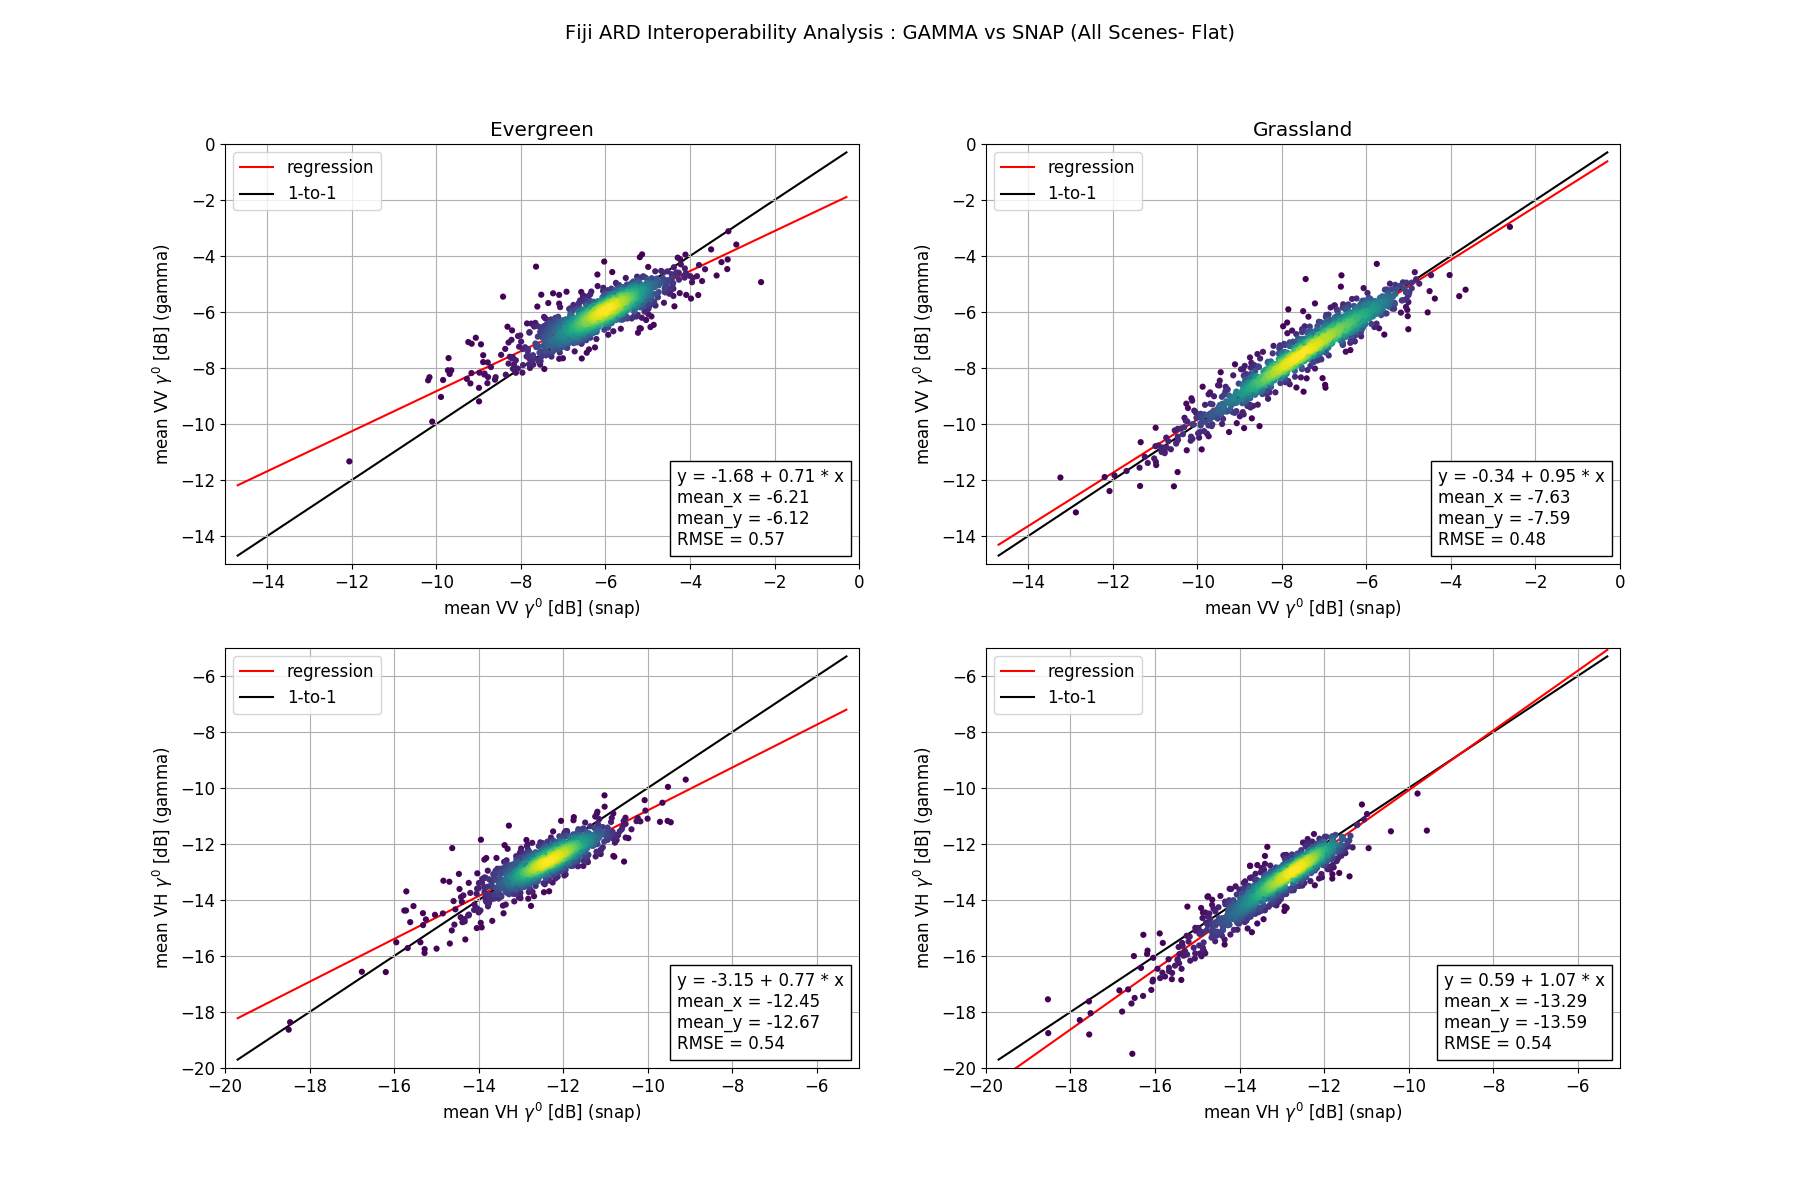 Fiji ARD Interoperability Analysis : GAMMA vs SNAP (All Scenes- Flat)
Evergreen
regression
1-to-1
0
−2
−4
−6
−8
−10
−12
−14
mean VV γ⁰ [dB] (gamma)
y = -1.68 + 0.71 * x
mean_x = -6.21
mean_y = -6.12
RMSE = 0.57
−14 −12 −10 −8 −6 −4 −2 0
mean VV γ⁰ [dB] (snap)
Grassland
regression
1-to-1
0
−2
−4
−6
−8
−10
−12
−14
mean VV γ⁰ [dB] (gamma)
y = -0.34 + 0.95 * x
mean_x = -7.63
mean_y = -7.59
RMSE = 0.48
−14 −12 −10 −8 −6 −4 −2 0
mean VV γ⁰ [dB] (snap)
regression
1-to-1
−6
−8
−10
−12
−14
−16
−18
−20
mean VH γ⁰ [dB] (gamma)
y = -3.15 + 0.77 * x
mean_x = -12.45
mean_y = -12.67
RMSE = 0.54
−20 −18 −16 −14 −12 −10 −8 −6
mean VH γ⁰ [dB] (snap)
regression
1-to-1
−6
−8
−10
−12
−14
−16
−18
−20
mean VH γ⁰ [dB] (gamma)
y = 0.59 + 1.07 * x
mean_x = -13.29
mean_y = -13.59
RMSE = 0.54
−20 −18 −16 −14 −12 −10 −8 −6
mean VH γ⁰ [dB] (snap)